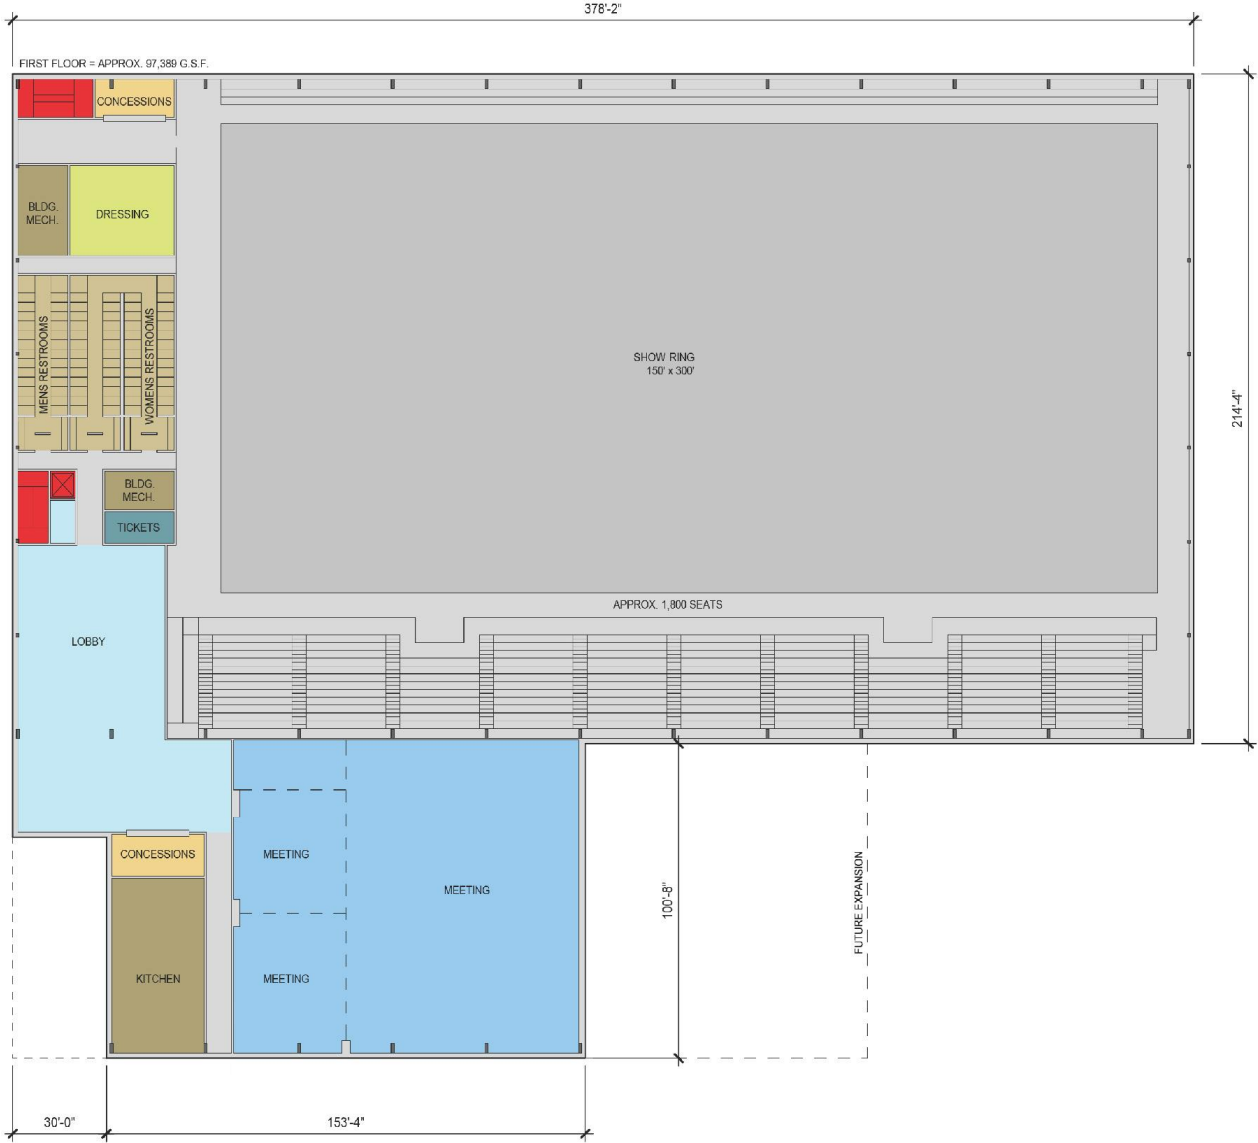 378'-2"
FIRST FLOOR = APPROX. 97,389 G.S.F.
CONCESSIONS
BLDG.
MECH.
DRESSING
MENS RESTROOMS
WOMENS RESTROOMS
SHOW RING
150' x 300'
214'-4"
BLDG.
MECH.
TICKETS
APPROX. 1,800 SEATS
LOBBY
CONCESSIONS
MEETING
MEETING
100'-8"
FUTURE EXPANSION
KITCHEN
MEETING
30'-0"
153'-4"